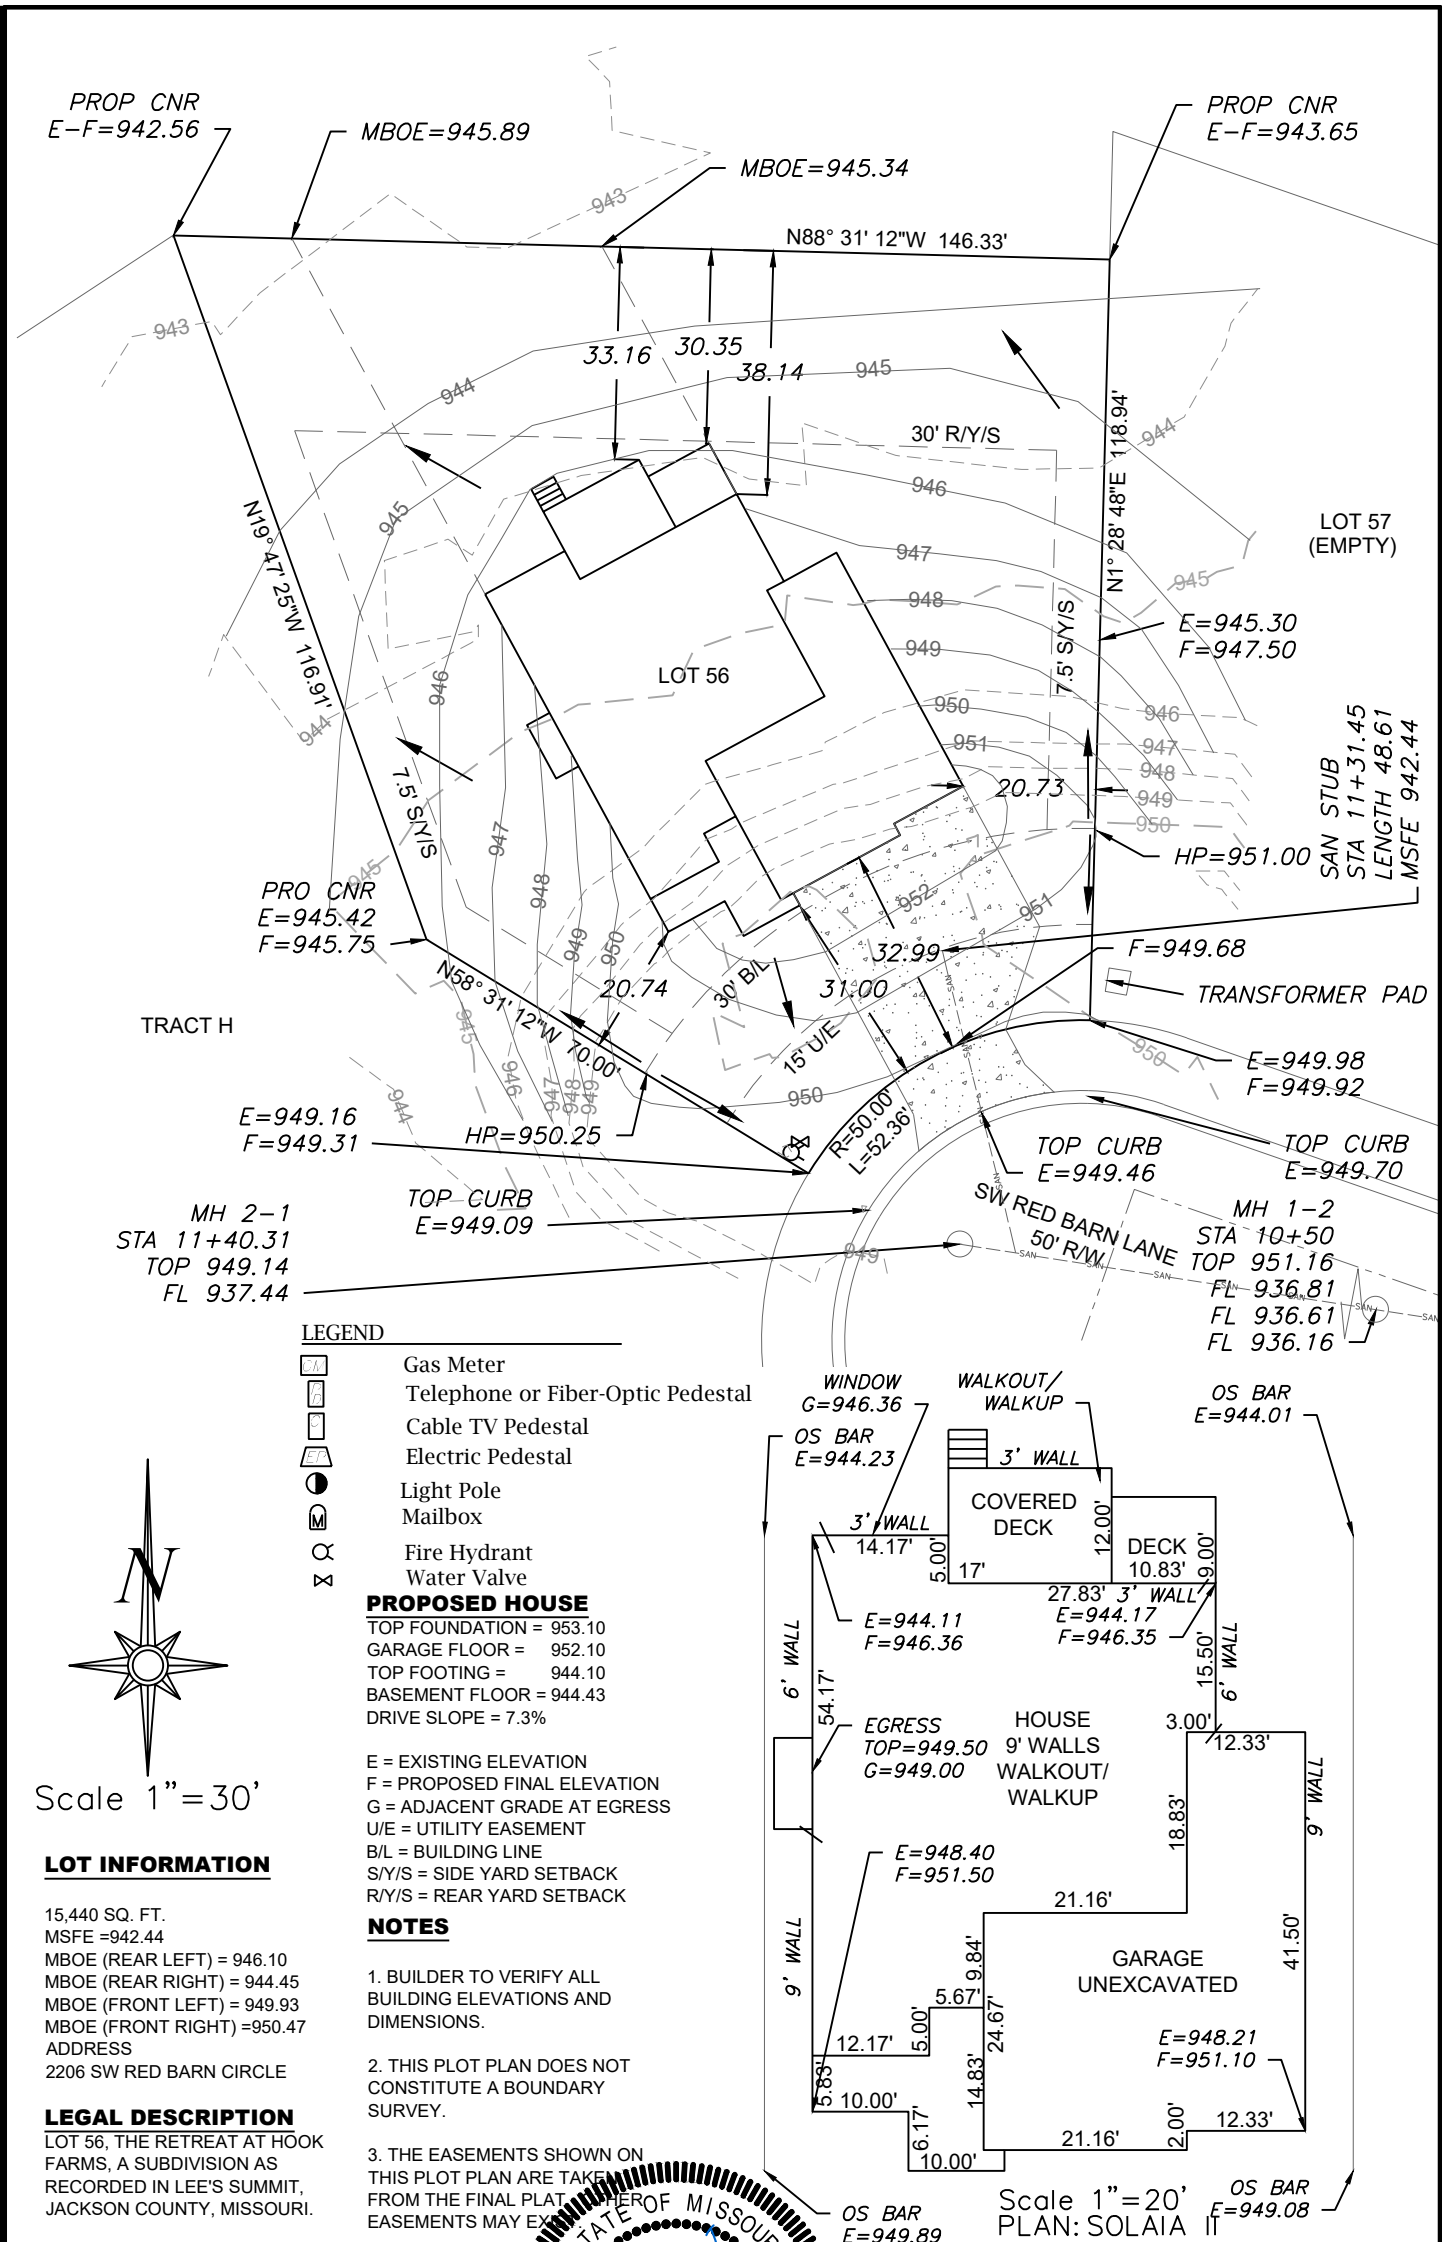 PROP CNR
E-F=942.56
MBOE=945.89
MBOE=945.34
PROP CNR
E-F=943.65
943
N88° 31' 12"W 146.33'
943
33.16
30.35
38.14
944
945
30' R/Y/S
944
946
945
N19° 47' 25"W 116.91'
N1° 28' 48"E 118.94'
LOT 57
(EMPTY)
947
948
945
949
7.5' S/Y/S
E=945.30
F=947.50
LOT 56
946
944
950
951
946
947
948
949
950
20.73
7.5' S/Y/S
947
948
949
950
945
SAN STUB
STA 11+31.45
LENGTH 48.61
MSFE 942.44
HP=951.00
952
951
PRO CNR
E=945.42
F=945.75
32.99
F=949.68
N58° 31' 12"W 70.00'
20.74
30' B/L
31.00
SAN
TRANSFORMER PAD
TRACT H
15' U/E
945
946
947
948
949
950
950
E=949.98
F=949.92
944
E=949.16
F=949.31
HP=950.25
R=50.00'
L=52.36'
TOP CURB
E=949.46
TOP CURB
E=949.70
TOP CURB
E=949.09
SAN
SW RED BARN LANE
50' R/W
MH 2-1
STA 11+40.31
TOP 949.14
FL 937.44
949
MH 1-2
STA 10+50
TOP 951.16
FL 936.81
FL 936.61
FL 936.16
SAN
SAN
SAN
SAN
SAN
SAN
LEGEND
Gas Meter
Telephone or Fiber-Optic Pedestal
Cable TV Pedestal
Electric Pedestal
Light Pole
M Mailbox
Fire Hydrant
Water Valve
N
Scale 1"=30'
PROPOSED HOUSE
TOP FOUNDATION = 953.10
GARAGE FLOOR = 952.10
TOP FOOTING = 944.10
BASEMENT FLOOR = 944.43
DRIVE SLOPE = 7.3%
E = EXISTING ELEVATION
F = PROPOSED FINAL ELEVATION
G = ADJACENT GRADE AT EGRESS
U/E = UTILITY EASEMENT
B/L = BUILDING LINE
S/Y/S = SIDE YARD SETBACK
R/Y/S = REAR YARD SETBACK
LOT INFORMATION
15,440 SQ. FT.
MSFE =942.44
MBOE (REAR LEFT) = 946.10
MBOE (REAR RIGHT) = 944.45
MBOE (FRONT LEFT) = 949.93
MBOE (FRONT RIGHT) =950.47
ADDRESS
2206 SW RED BARN CIRCLE
LEGAL DESCRIPTION
LOT 56, THE RETREAT AT HOOK
FARMS, A SUBDIVISION AS
RECORDED IN LEE'S SUMMIT,
JACKSON COUNTY, MISSOURI.
NOTES
1. BUILDER TO VERIFY ALL
BUILDING ELEVATIONS AND
DIMENSIONS.
2. THIS PLOT PLAN DOES NOT
CONSTITUTE A BOUNDARY
SURVEY.
3. THE EASEMENTS SHOWN ON
THIS PLOT PLAN ARE TAKEN
FROM THE FINAL PLAT. OTHER
EASEMENTS MAY EXIST.
STATE OF MISSOURI
WINDOW
G=946.36
WALKOUT/
WALKUP
OS BAR
E=944.01
OS BAR
E=944.23
3' WALL
COVERED
DECK
3' WALL
14.17'
5.00'
17'
12.00'
DECK
10.83'
9.00'
27.83'
3' WALL
E=944.11
F=946.36
E=944.17
F=946.35
6' WALL
54.17'
15.50'
6' WALL
EGRESS
TOP=949.50
G=949.00
HOUSE
9' WALLS
WALKOUT/
WALKUP
3.00'
12.33'
9' WALL
18.83'
E=948.40
F=951.50
21.16'
9' WALL
9.84'
GARAGE
UNEXCAVATED
41.50'
5.67'
5.00'
24.67'
12.17'
E=948.21
F=951.10
5.83'
14.83'
10.00'
6.17'
21.16'
2.00'
12.33'
10.00'
OS BAR
E=949.89
Scale 1"=20'
PLAN: SOLAIA II
OS BAR
E=949.08